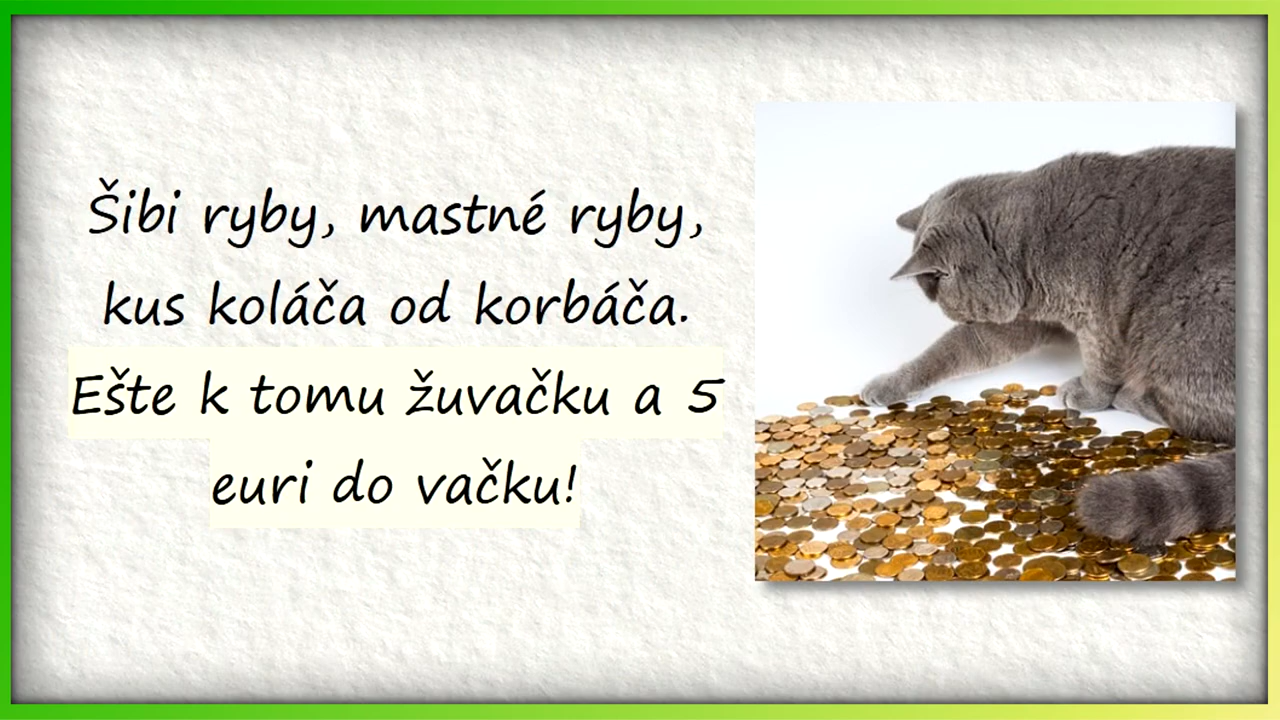 Šibi ryby, mastné ryby,
kus koláča od korbáča.
Ešte k tomu žuvačku a 5
euri do vačku!